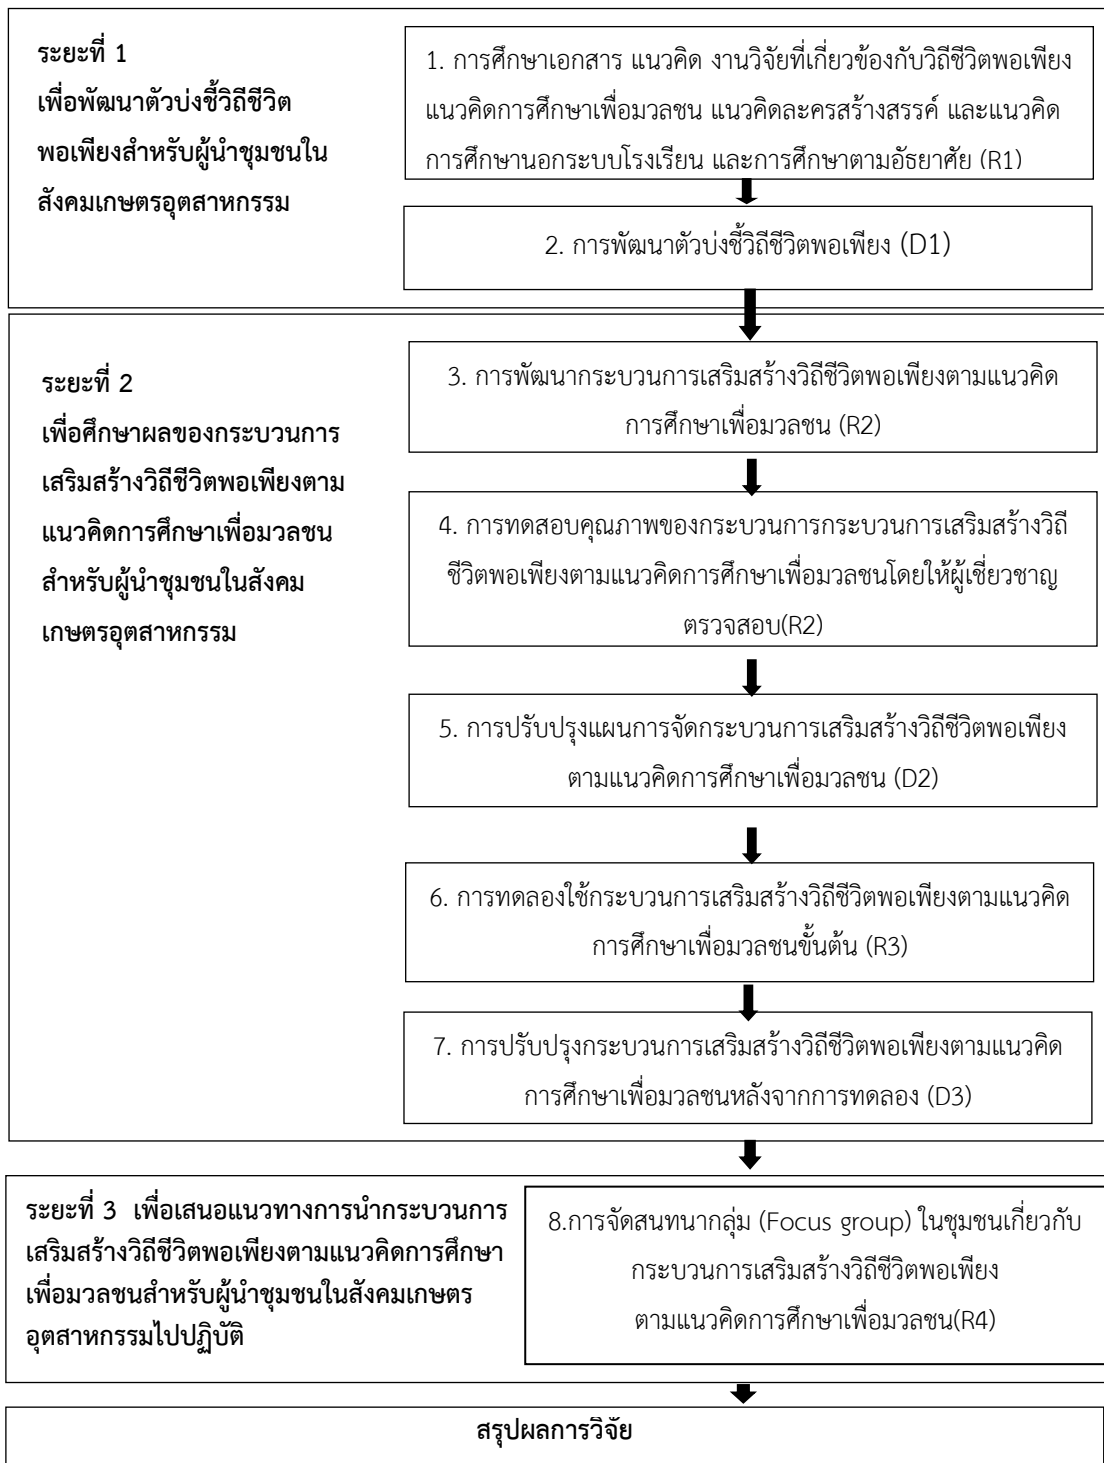 ระยะที่ 1
เพื่อพัฒนาตัวบ่งชี้วิถีชีวิต
พอเพียงสำหรับผู้นำชุมชนใน
สังคมเกษตรอุตสาหกรรม
1. การศึกษาเอกสาร แนวคิด งานวิจัยที่เกี่ยวข้องกับวิถีชีวิตพอเพียง
แนวคิดการศึกษาเพื่อมวลชน แนวคิดละครสร้างสรรค์ และแนวคิด
การศึกษานอกระบบโรงเรียน และการศึกษาตามอัธยาศัย (R1)
2. การพัฒนาตัวบ่งชี้วิถีชีวิตพอเพียง (D1)
ระยะที่ 2
เพื่อศึกษาผลของกระบวนการ
เสริมสร้างวิถีชีวิตพอเพียงตาม
แนวคิดการศึกษาเพื่อมวลชน
สำหรับผู้นำชุมชนในสังคม
เกษตรอุตสาหกรรม
3. การพัฒนากระบวนการเสริมสร้างวิถีชีวิตพอเพียงตามแนวคิด
การศึกษาเพื่อมวลชน (R2)
4. การทดสอบคุณภาพของกระบวนการกระบวนการเสริมสร้างวิถี
ชีวิตพอเพียงตามแนวคิดการศึกษาเพื่อมวลชนโดยให้ผู้เชี่ยวชาญ
ตรวจสอบ(R2)
5. การปรับปรุงแผนการจัดกระบวนการเสริมสร้างวิถีชีวิตพอเพียง
ตามแนวคิดการศึกษาเพื่อมวลชน (D2)
6. การทดลองใช้กระบวนการเสริมสร้างวิถีชีวิตพอเพียงตามแนวคิด
การศึกษาเพื่อมวลชนขั้นต้น (R3)
7. การปรับปรุงกระบวนการเสริมสร้างวิถีชีวิตพอเพียงตามแนวคิด
การศึกษาเพื่อมวลชนหลังจากการทดลอง (D3)
ระยะที่ 3 เพื่อเสนอแนวทางการนำกระบวนการ
เสริมสร้างวิถีชีวิตพอเพียงตามแนวคิดการศึกษา
เพื่อมวลชนสำหรับผู้นำชุมชนในสังคมเกษตร
อุตสาหกรรมไปปฏิบัติ
8.การจัดสนทนากลุ่ม (Focus group) ในชุมชนเกี่ยวกับ
กระบวนการเสริมสร้างวิถีชีวิตพอเพียง
ตามแนวคิดการศึกษาเพื่อมวลชน(R4)
สรุปผลการวิจัย